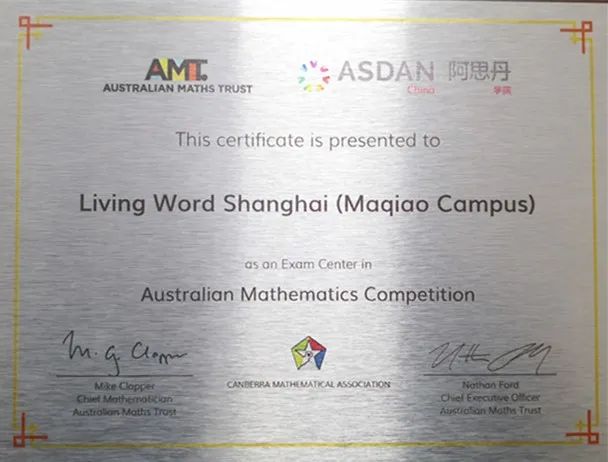 AMT.
AUSTRALIAN MATHS TRUST
ASDAN 阿思丹
China
This certificate is presented to
Living Word Shanghai (Maqiao Campus)
as an Exam Center in
Australian Mathematics Competition
M. G. Clapper
Mike Clapper
Chief Mathematician
Australian Maths Trust
CANBERRA MATHEMATICAL ASSOCIATION
Nathan Ford
Chief Executive Officer
Australian Maths Trust